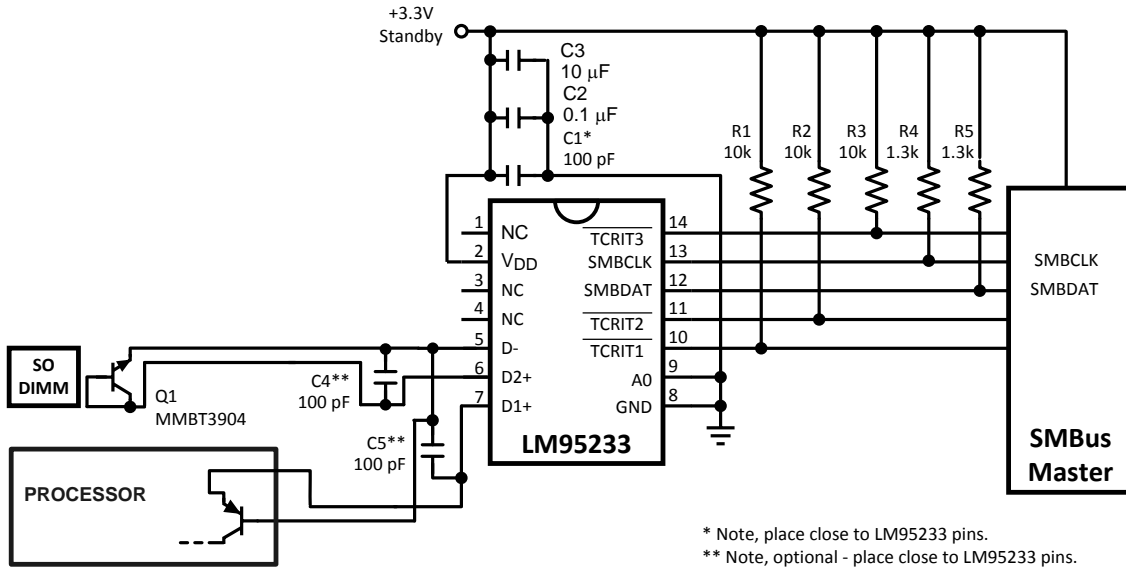 +3.3V
Standby
C3
10 μF
C2
0.1 μF
C1*
100 pF
R1
10k
R2
10k
R3
10k
R4
1.3k
R5
1.3k
1
NC
2
VDD
3
NC
4
NC
5
D-
6
D2+
7
D1+
TCRIT3
14
SMBCLK
13
SMBDAT
12
TCRIT2
11
TCRIT1
10
A0
9
GND
8
LM95233
SMBCLK
SMBDAT
SMBus
Master
SO
DIMM
Q1
MMBT3904
C4**
100 pF
C5**
100 pF
PROCESSOR
* Note, place close to LM95233 pins.
** Note, optional - place close to LM95233 pins.